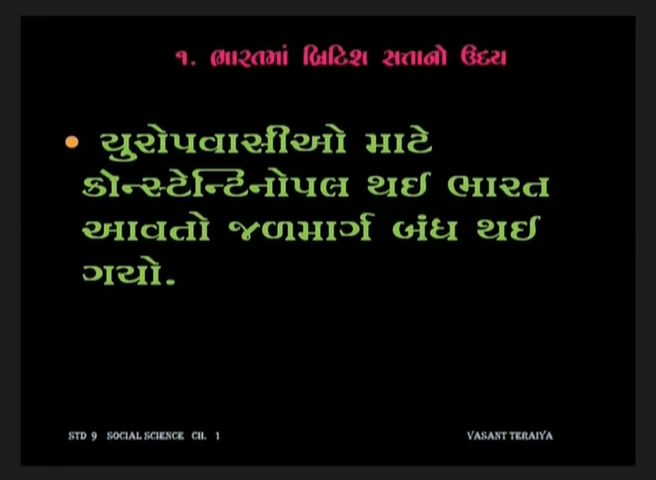 ૧. ભારતમાં બ્રિટિશ સતાનો ઉદય
• યુરોપવાસીઓ માટે
કોન્સ્ટેન્ટિનોપલ થઈ ભારત
આવતો જળમાર્ગ બંધ થઈ
ગયો.
STD 9 SOCIAL SCIENCE CH. 1
VASANT TERAIYA